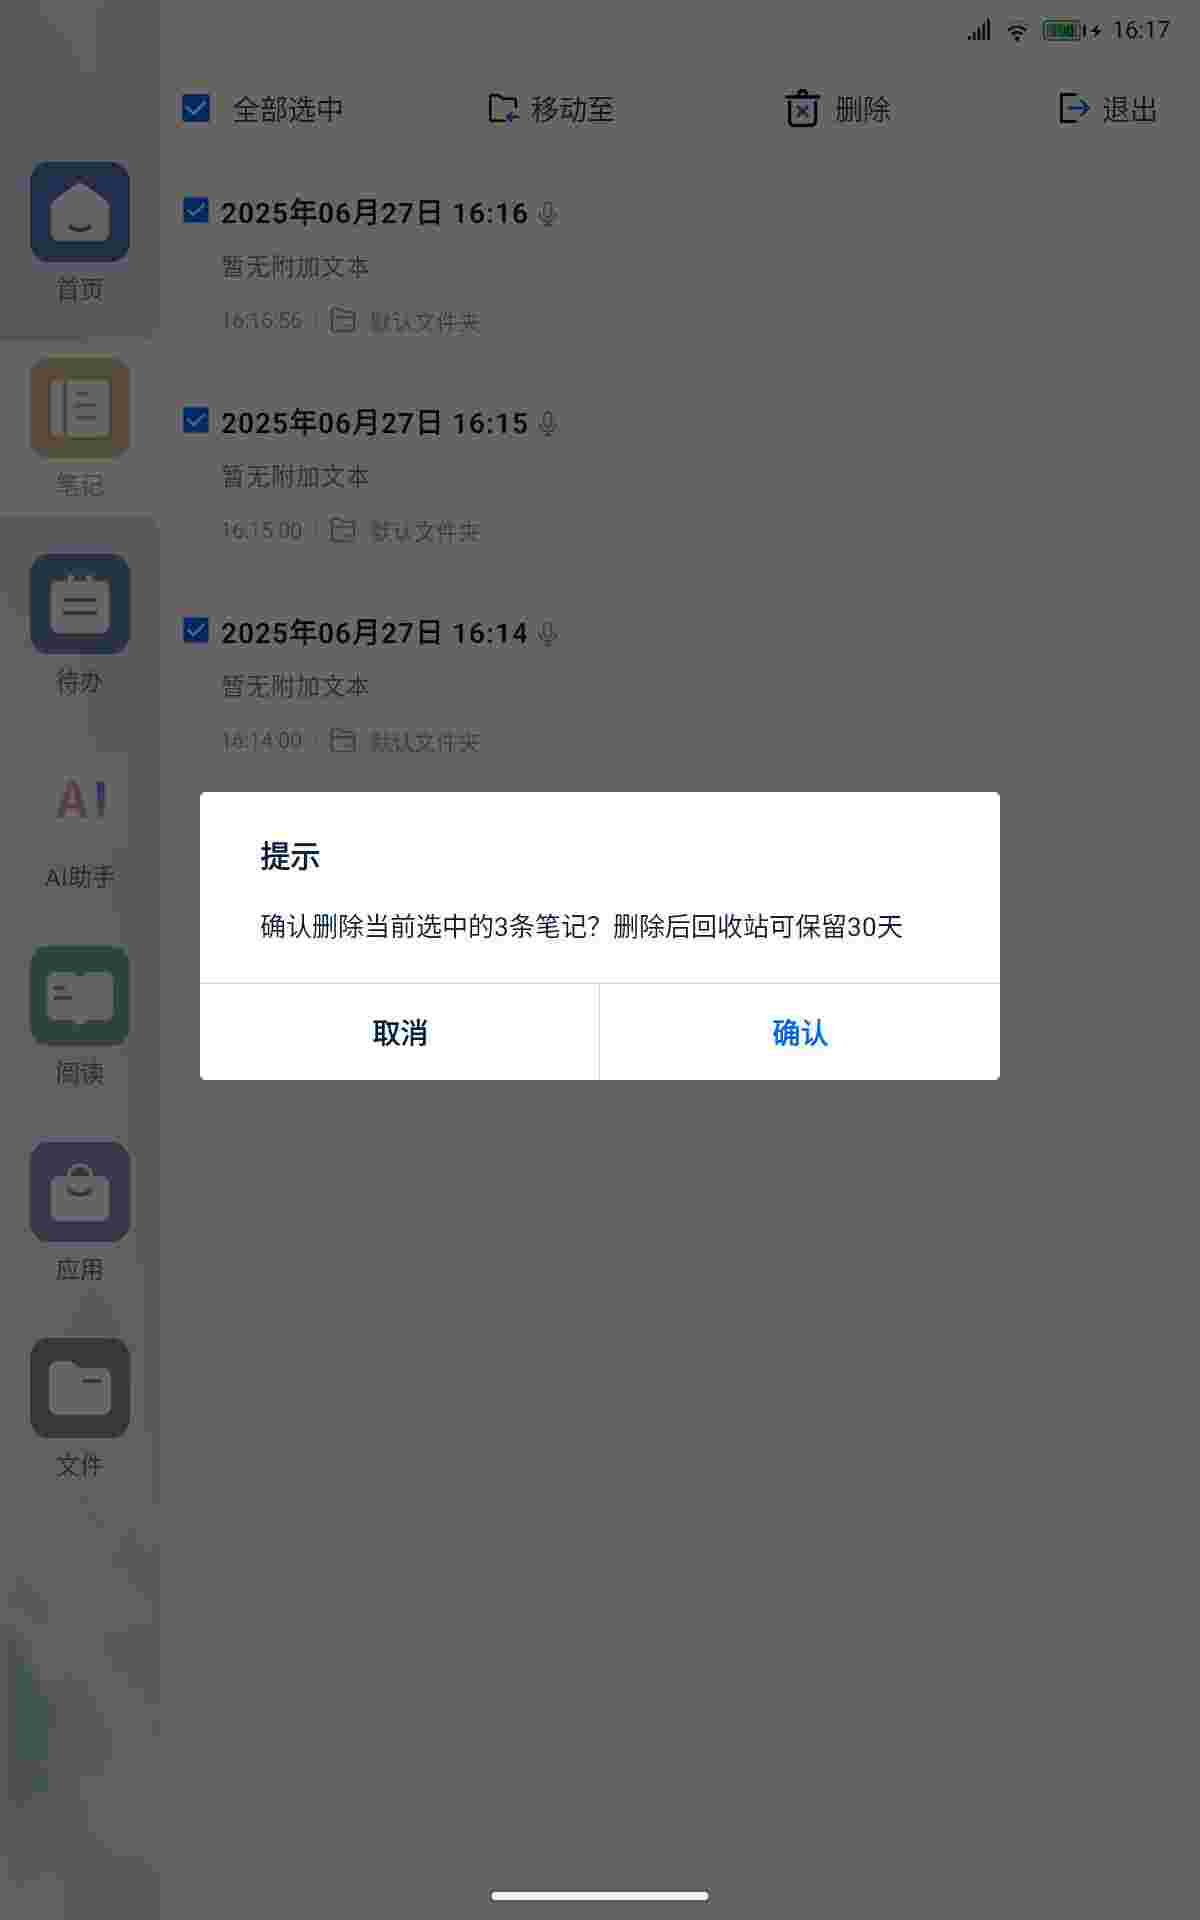 16:17
全部选中 移动至 删除 退出
首页
笔记
待办
AI
AI助手
阅读
应用
文件
2025年06月27日 16:16
暂无附加文本
16:16:56 默认文件夹
2025年06月27日 16:15
暂无附加文本
16:15:00 默认文件夹
2025年06月27日 16:14
暂无附加文本
16:14:00 默认文件夹
提示
确认删除当前选中的3条笔记？删除后回收站可保留30天
取消 确认